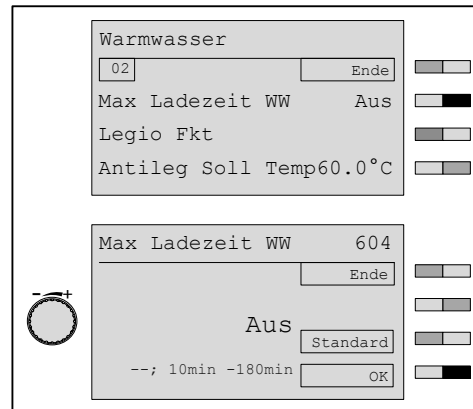 Warmwasser
02 Ende
Max Ladezeit WW Aus
Legio Fkt
Antileg Soll Temp60.0°C
Max Ladezeit WW 604
Ende
- +
Aus
Standard
--; 10min -180min OK